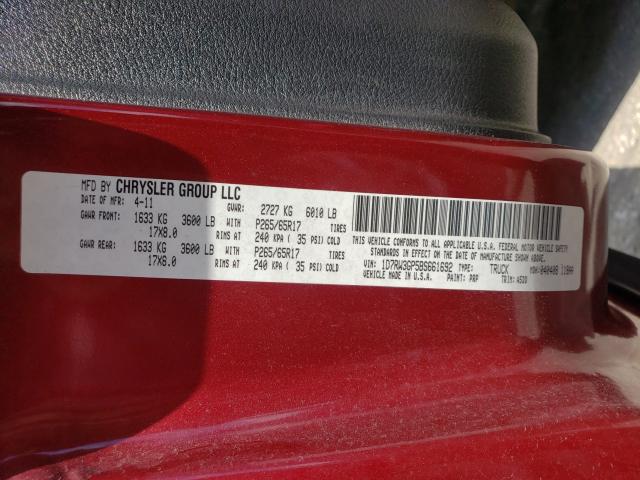 MFD BY CHRYSLER GROUP LLC
DATE OF MFR: 4-11 GVWR: 2727 KG 6010 LB
GAWR FRONT: 1633 KG 3600 LB WITH P265/65R17 TIRES
17X8.0 RIMS AT 240 KPA ( 35 PSI) COLD
GAWR REAR: 1633 KG 3600 LB WITH P265/65R17 TIRES
17X8.0 RIMS AT 240 KPA ( 35 PSI) COLD
THIS VEHICLE CONFORMS TO ALL APPLICABLE U.S.A. FEDERAL MOTOR VEHICLE SAFETY
STANDARDS IN EFFECT ON THE DATE OF MANUFACTURE SHOWN ABOVE.
VIN: 1D7RW3GP5BS661692 TYPE: TRUCK MDH: 040408
PAINT: PRP TRIM: